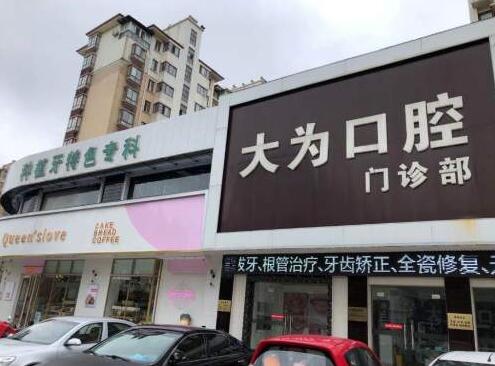 种植牙特色专科
Queen'slove
CAKE
BREAD
COFFEE
大为口腔
门诊部
牙、根管治疗、牙齿矫正、全瓷修复、